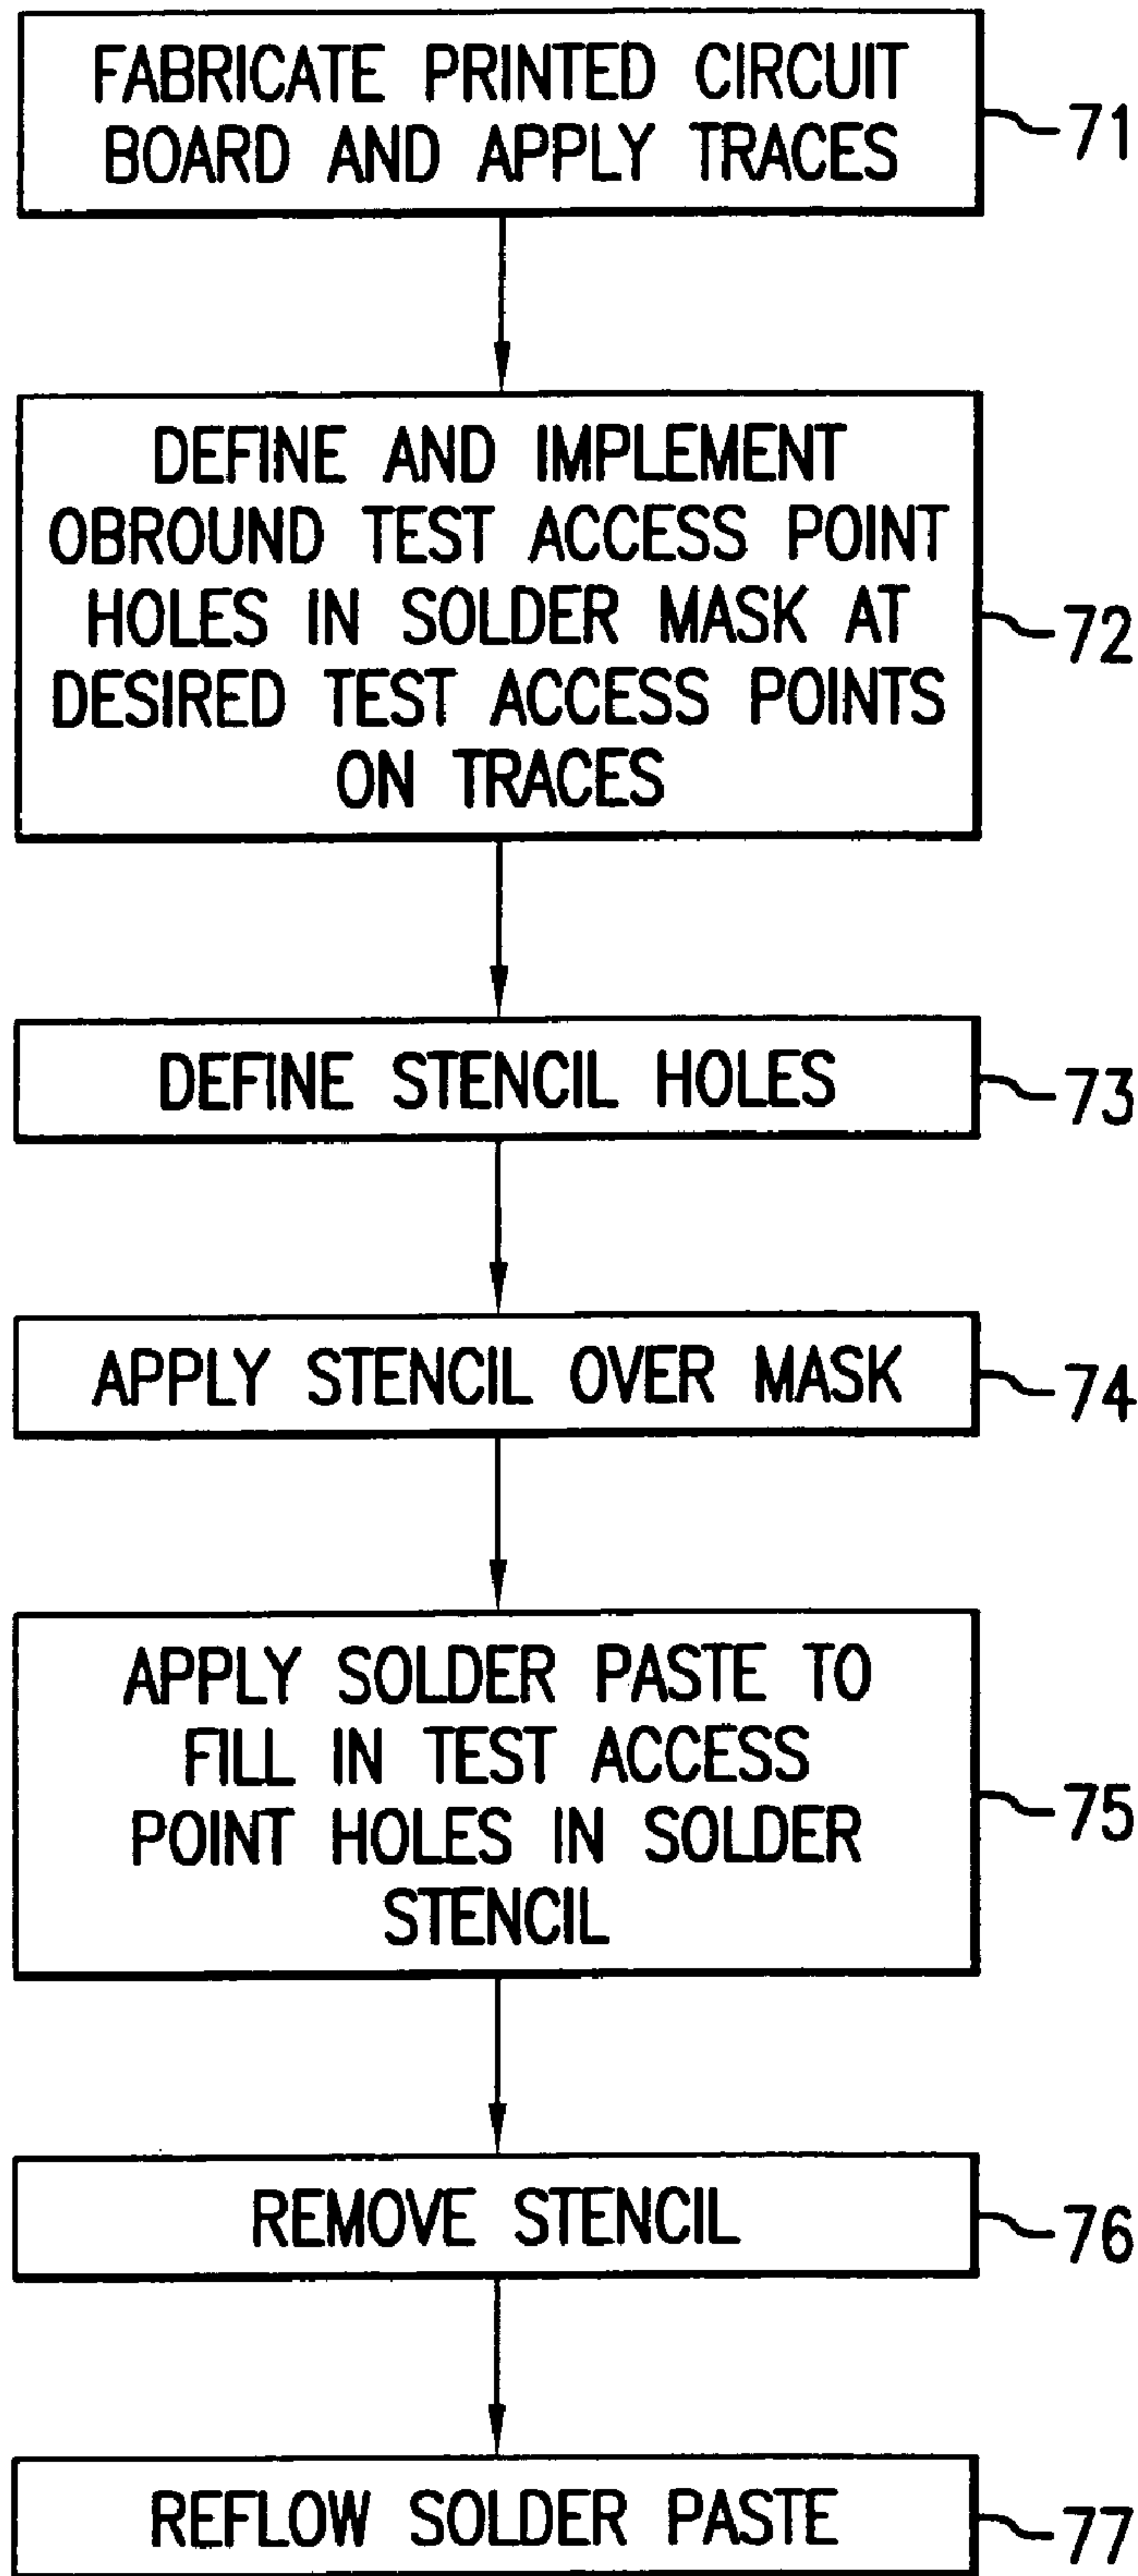 FABRICATE PRINTED CIRCUIT
BOARD AND APPLY TRACES
71
DEFINE AND IMPLEMENT
OBROUND TEST ACCESS POINT
HOLES IN SOLDER MASK AT
DESIRED TEST ACCESS POINTS
ON TRACES
72
DEFINE STENCIL HOLES
73
APPLY STENCIL OVER MASK
74
APPLY SOLDER PASTE TO
FILL IN TEST ACCESS
POINT HOLES IN SOLDER
STENCIL
75
REMOVE STENCIL
76
REFLOW SOLDER PASTE
77